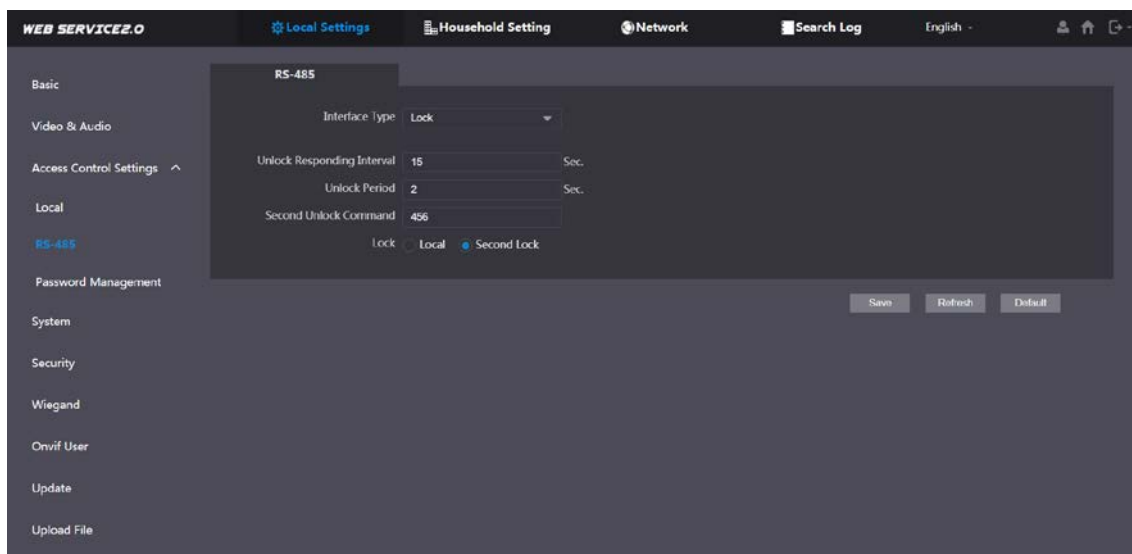 WEB SERVICE2.0 Local Settings Household Setting Network Search Log English
Basic
Video & Audio
Access Control Settings
Local
RS-485
Password Management
System
Security
Wiegand
Onvif User
Update
Upload File
RS-485
Interface Type Lock
Unlock Responding Interval 15 Sec.
Unlock Period 2 Sec.
Second Unlock Command 456
Lock Local Second Lock
Save Refresh Default